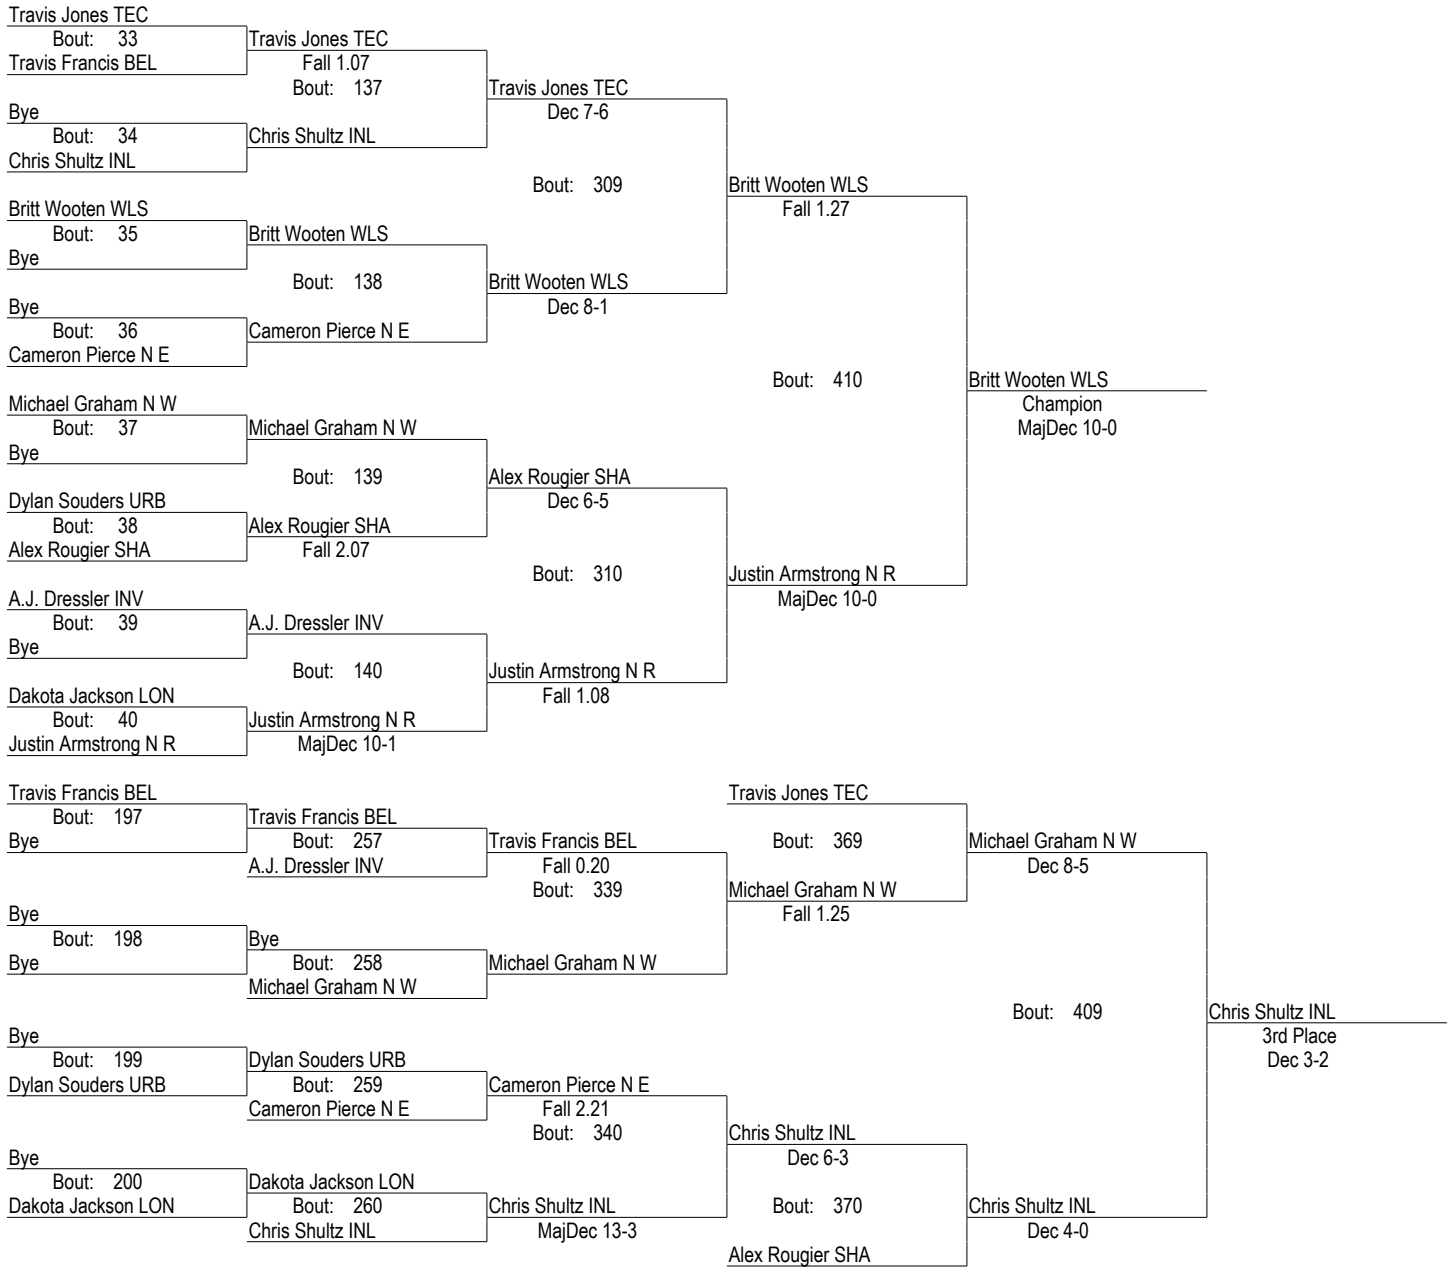 Travis Jones TEC
Bout: 33
Travis Jones TEC
Travis Francis BEL
Fall 1.07
Bout: 137
Travis Jones TEC
Bye
Dec 7-6
Bout: 34
Chris Shultz INL
Chris Shultz INL
Bout: 309
Britt Wooten WLS
Britt Wooten WLS
Fall 1.27
Bout: 35
Britt Wooten WLS
Bye
Bout: 138
Britt Wooten WLS
Bye
Dec 8-1
Bout: 36
Cameron Pierce N E
Cameron Pierce N E
Bout: 410
Britt Wooten WLS
Michael Graham N W
Champion
Bout: 37
Michael Graham N W
MajDec 10-0
Bye
Bout: 139
Alex Rougier SHA
Dylan Souders URB
Dec 6-5
Bout: 38
Alex Rougier SHA
Alex Rougier SHA
Fall 2.07
Bout: 310
Justin Armstrong N R
A.J. Dressler INV
MajDec 10-0
Bout: 39
A.J. Dressler INV
Bye
Bout: 140
Justin Armstrong N R
Dakota Jackson LON
Fall 1.08
Bout: 40
Justin Armstrong N R
Justin Armstrong N R
MajDec 10-1
Travis Francis BEL
Travis Jones TEC
Bout: 197
Travis Francis BEL
Bye
Bout: 257
Travis Francis BEL
Bout: 369
Michael Graham N W
A.J. Dressler INV
Fall 0.20
Dec 8-5
Bout: 339
Michael Graham N W
Bye
Fall 1.25
Bout: 198
Bye
Bye
Bout: 258
Michael Graham N W
Michael Graham N W
Bout: 409
Chris Shultz INL
Bye
3rd Place
Bout: 199
Dylan Souders URB
Dec 3-2
Dylan Souders URB
Bout: 259
Cameron Pierce N E
Cameron Pierce N E
Fall 2.21
Bout: 340
Chris Shultz INL
Bye
Dec 6-3
Bout: 200
Dakota Jackson LON
Dakota Jackson LON
Bout: 260
Chris Shultz INL
Bout: 370
Chris Shultz INL
Chris Shultz INL
MajDec 13-3
Dec 4-0
Alex Rougier SHA